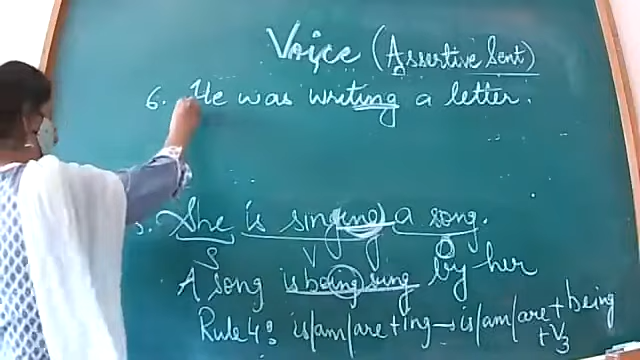 Voice (Assertive Sent)
6. He was writing a letter.
She is singing a song.
S V O
A song is being sung by her
Rule 4: is/am/are + ing → is/am/are + being + V3